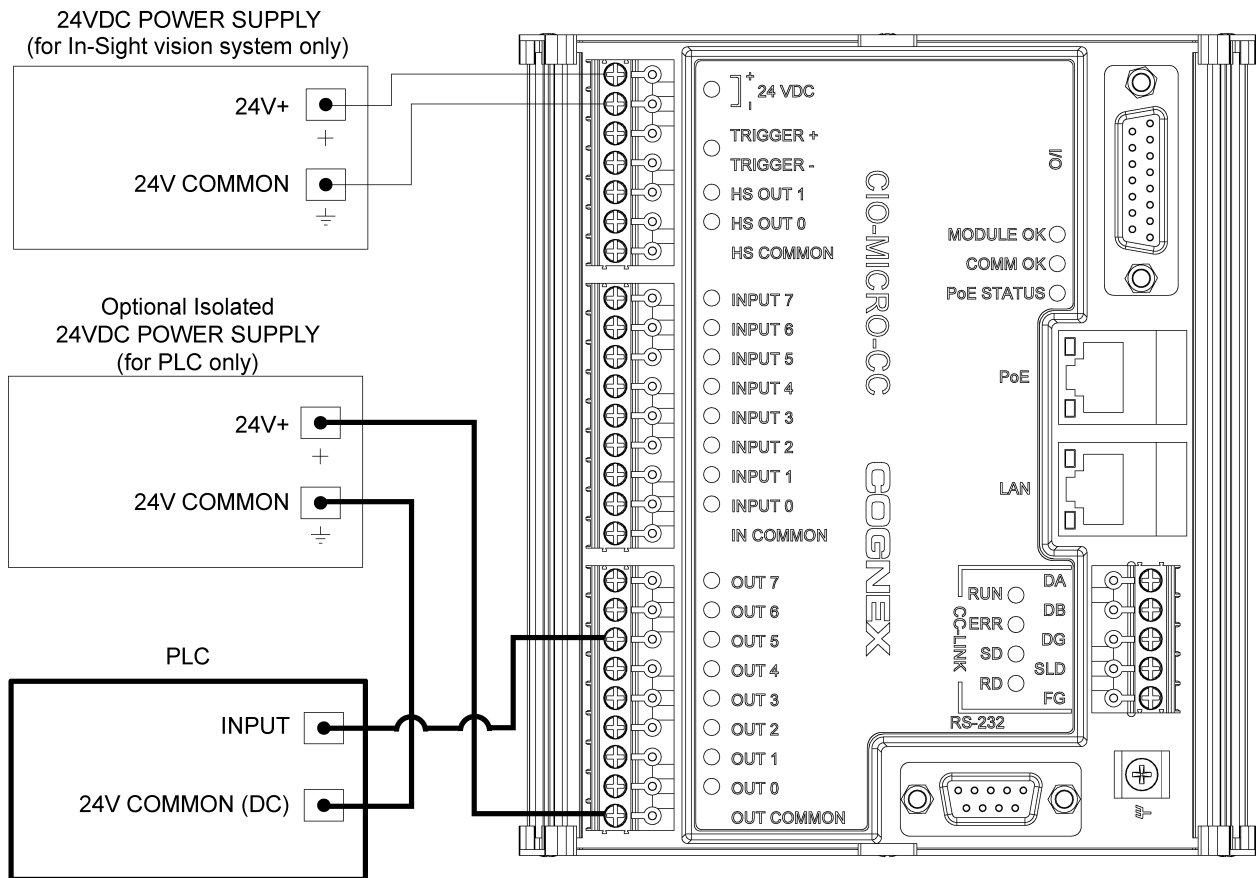 24VDC POWER SUPPLY
(for In-Sight vision system only)
24V+
+
24V COMMON
Optional Isolated
24VDC POWER SUPPLY
(for PLC only)
24V+
+
24V COMMON
PLC
INPUT
24V COMMON (DC)
+
24 VDC
-
TRIGGER +
TRIGGER -
HS OUT 1
HS OUT 0
HS COMMON
INPUT 7
INPUT 6
INPUT 5
INPUT 4
INPUT 3
INPUT 2
INPUT 1
INPUT 0
IN COMMON
OUT 7
OUT 6
OUT 5
OUT 4
OUT 3
OUT 2
OUT 1
OUT 0
OUT COMMON
CIO-MICRO-CC
COGNEX
I/O
MODULE OK
COMM OK
PoE STATUS
PoE
LAN
CC-LINK
RUN
ERR
SD
RD
DA
DB
DG
SLD
FG
RS-232